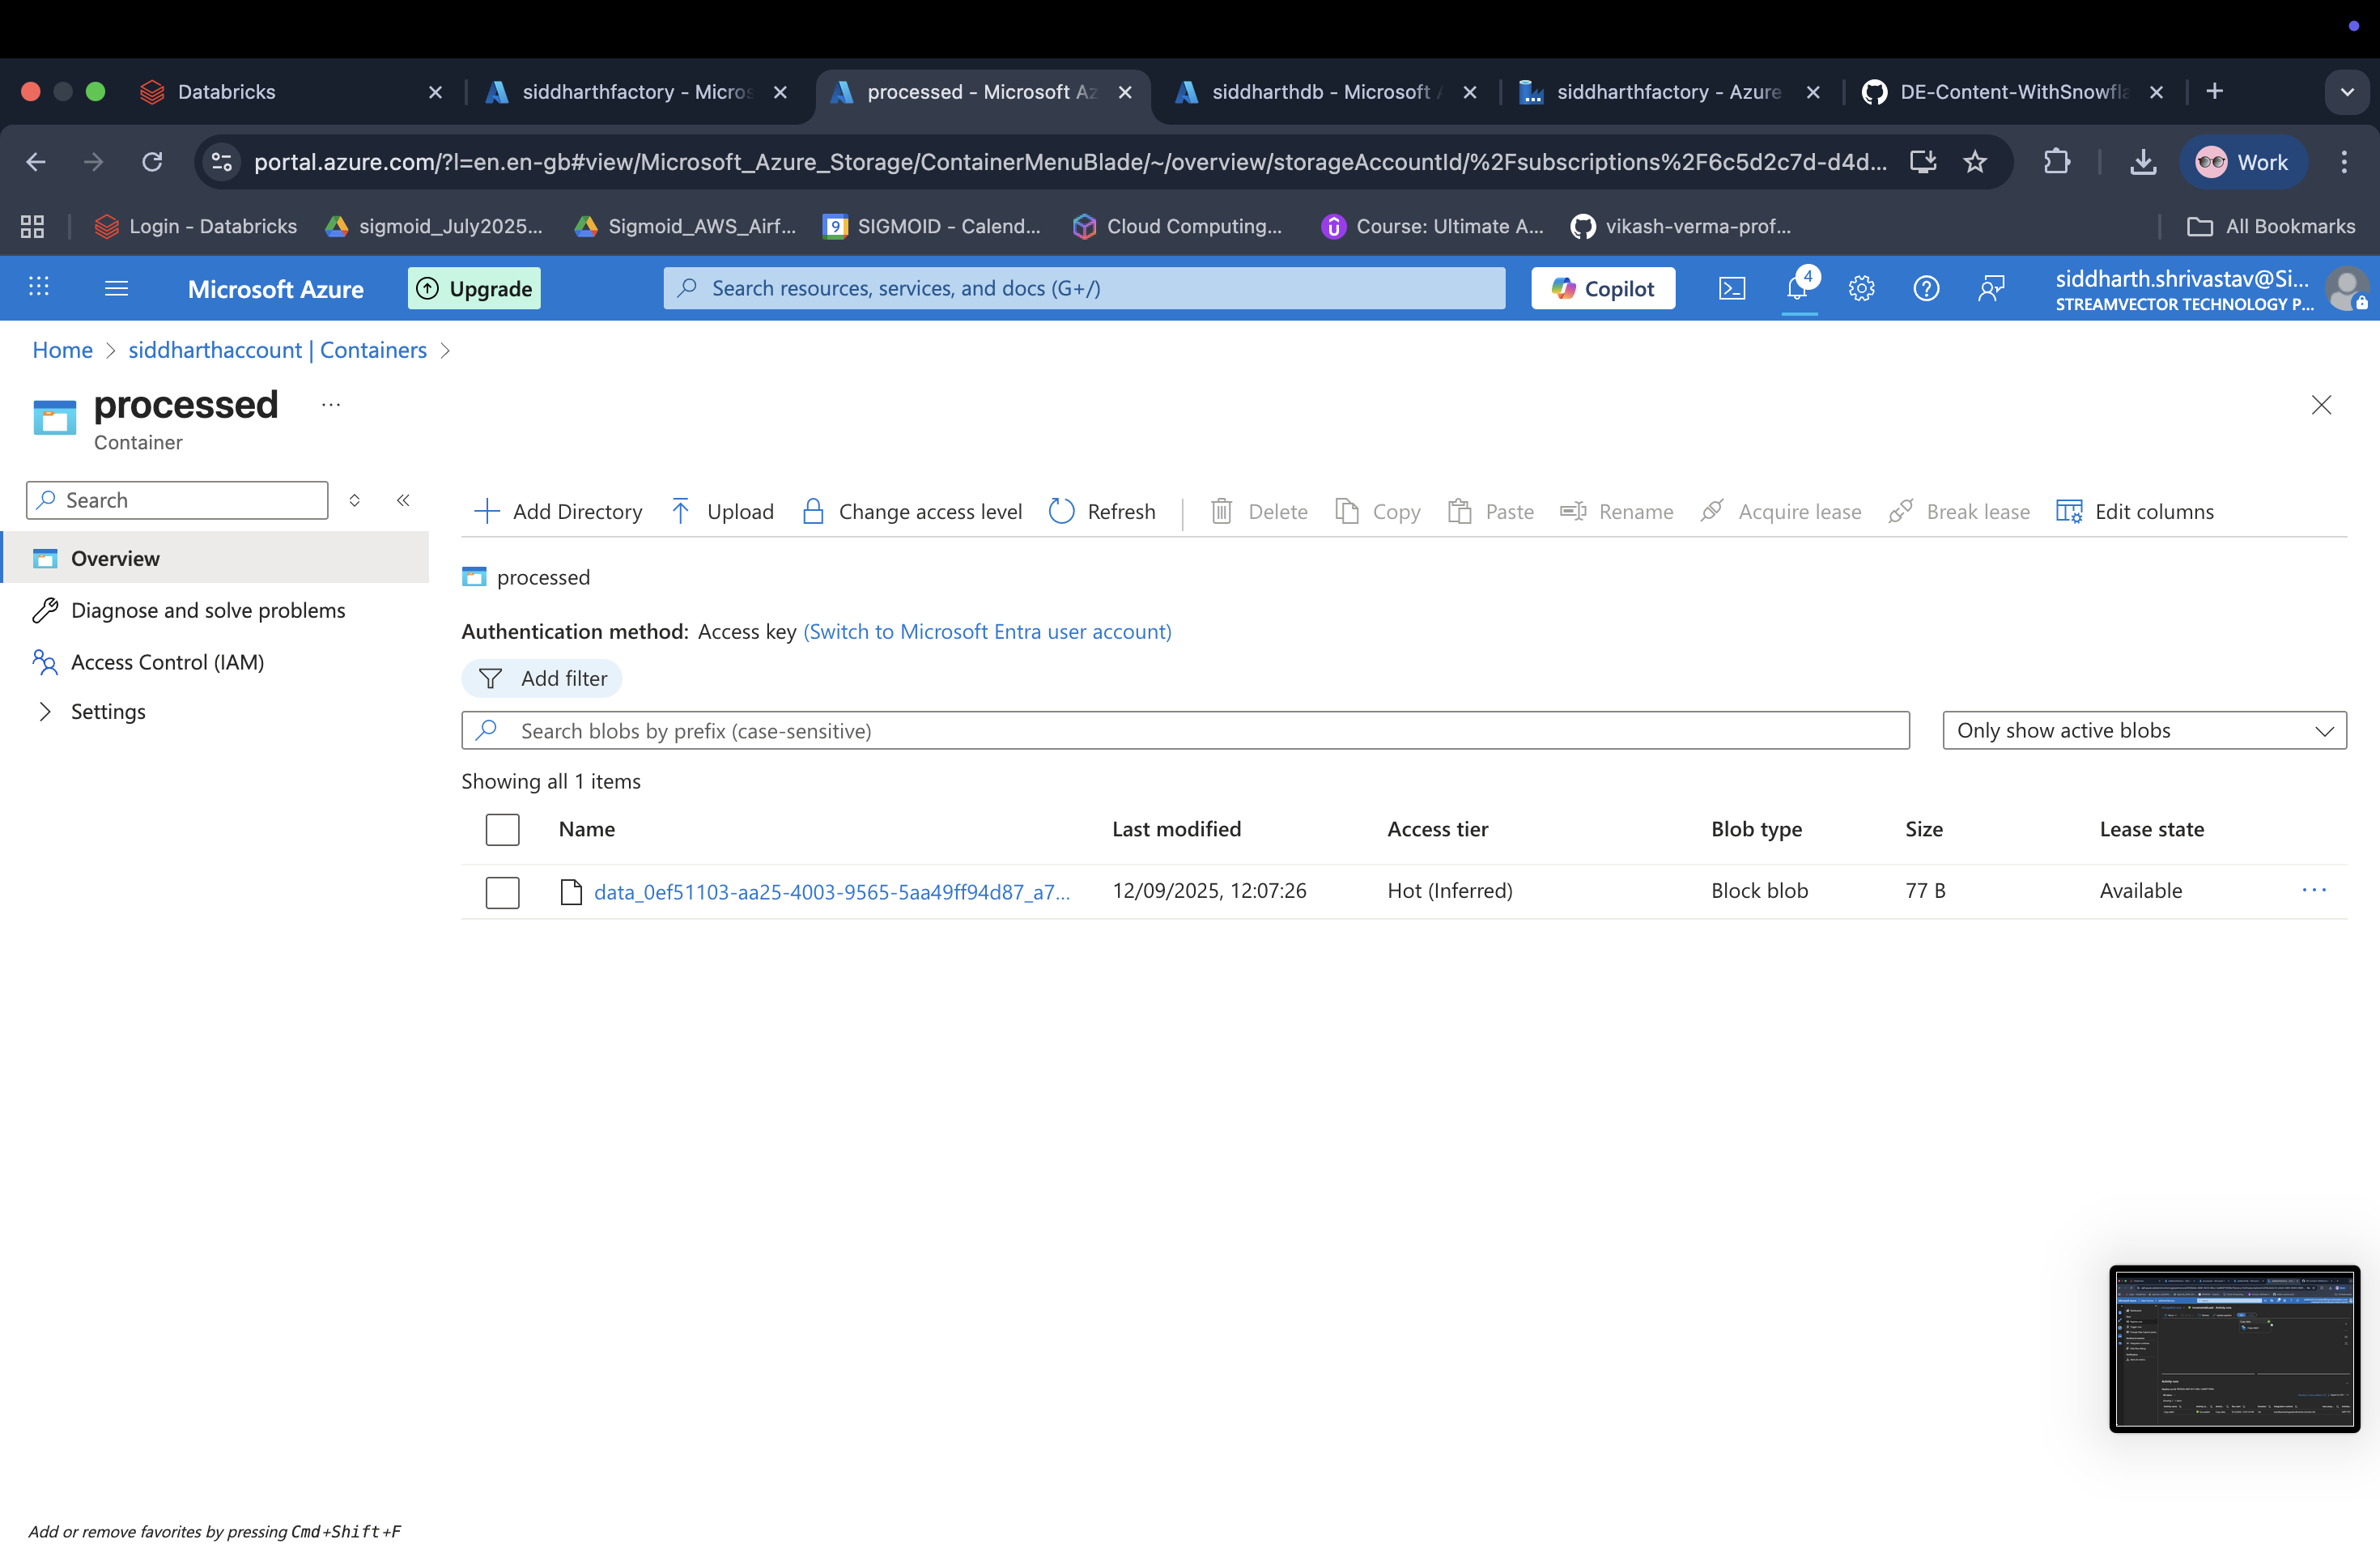 Databricks
siddharthfactory - Micros
processed - Microsoft Az
siddharthdb - Microsoft A
siddharthfactory - Azure
DE-Content-WithSnowfla
portal.azure.com/?l=en.en-gb#view/Microsoft_Azure_Storage/ContainerMenuBlade/~/overview/storageAccountId/%2Fsubscriptions%2F6c5d2c7d-d4d...
Work
Login - Databricks
sigmoid_July2025...
Sigmoid_AWS_Airf...
9
SIGMOID - Calend...
Cloud Computing...
Course: Ultimate A...
vikash-verma-prof...
All Bookmarks
Microsoft Azure
Upgrade
Search resources, services, and docs (G+/)
Copilot
4
siddharth.shrivastav@Si...
STREAMVECTOR TECHNOLOGY P...
Home > siddharthaccount | Containers >
processed ...
Container
Search
Overview
Diagnose and solve problems
Access Control (IAM)
Settings
Add Directory
Upload
Change access level
Refresh
Delete
Copy
Paste
Rename
Acquire lease
Break lease
Edit columns
processed
Authentication method: Access key (Switch to Microsoft Entra user account)
Add filter
Search blobs by prefix (case-sensitive)
Only show active blobs
Showing all 1 items
Name Last modified Access tier Blob type Size Lease state
data_0ef51103-aa25-4003-9565-5aa49ff94d87_a7... 12/09/2025, 12:07:26 Hot (Inferred) Block blob 77 B Available ...
Add or remove favorites by pressing Cmd+Shift+F